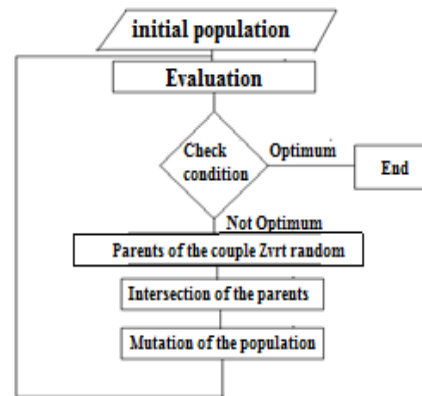 initial population
Evaluation
Check
condition
Optimum
End
Not Optimum
Parents of the couple Zvrt random
Intersection of the parents
Mutation of the population